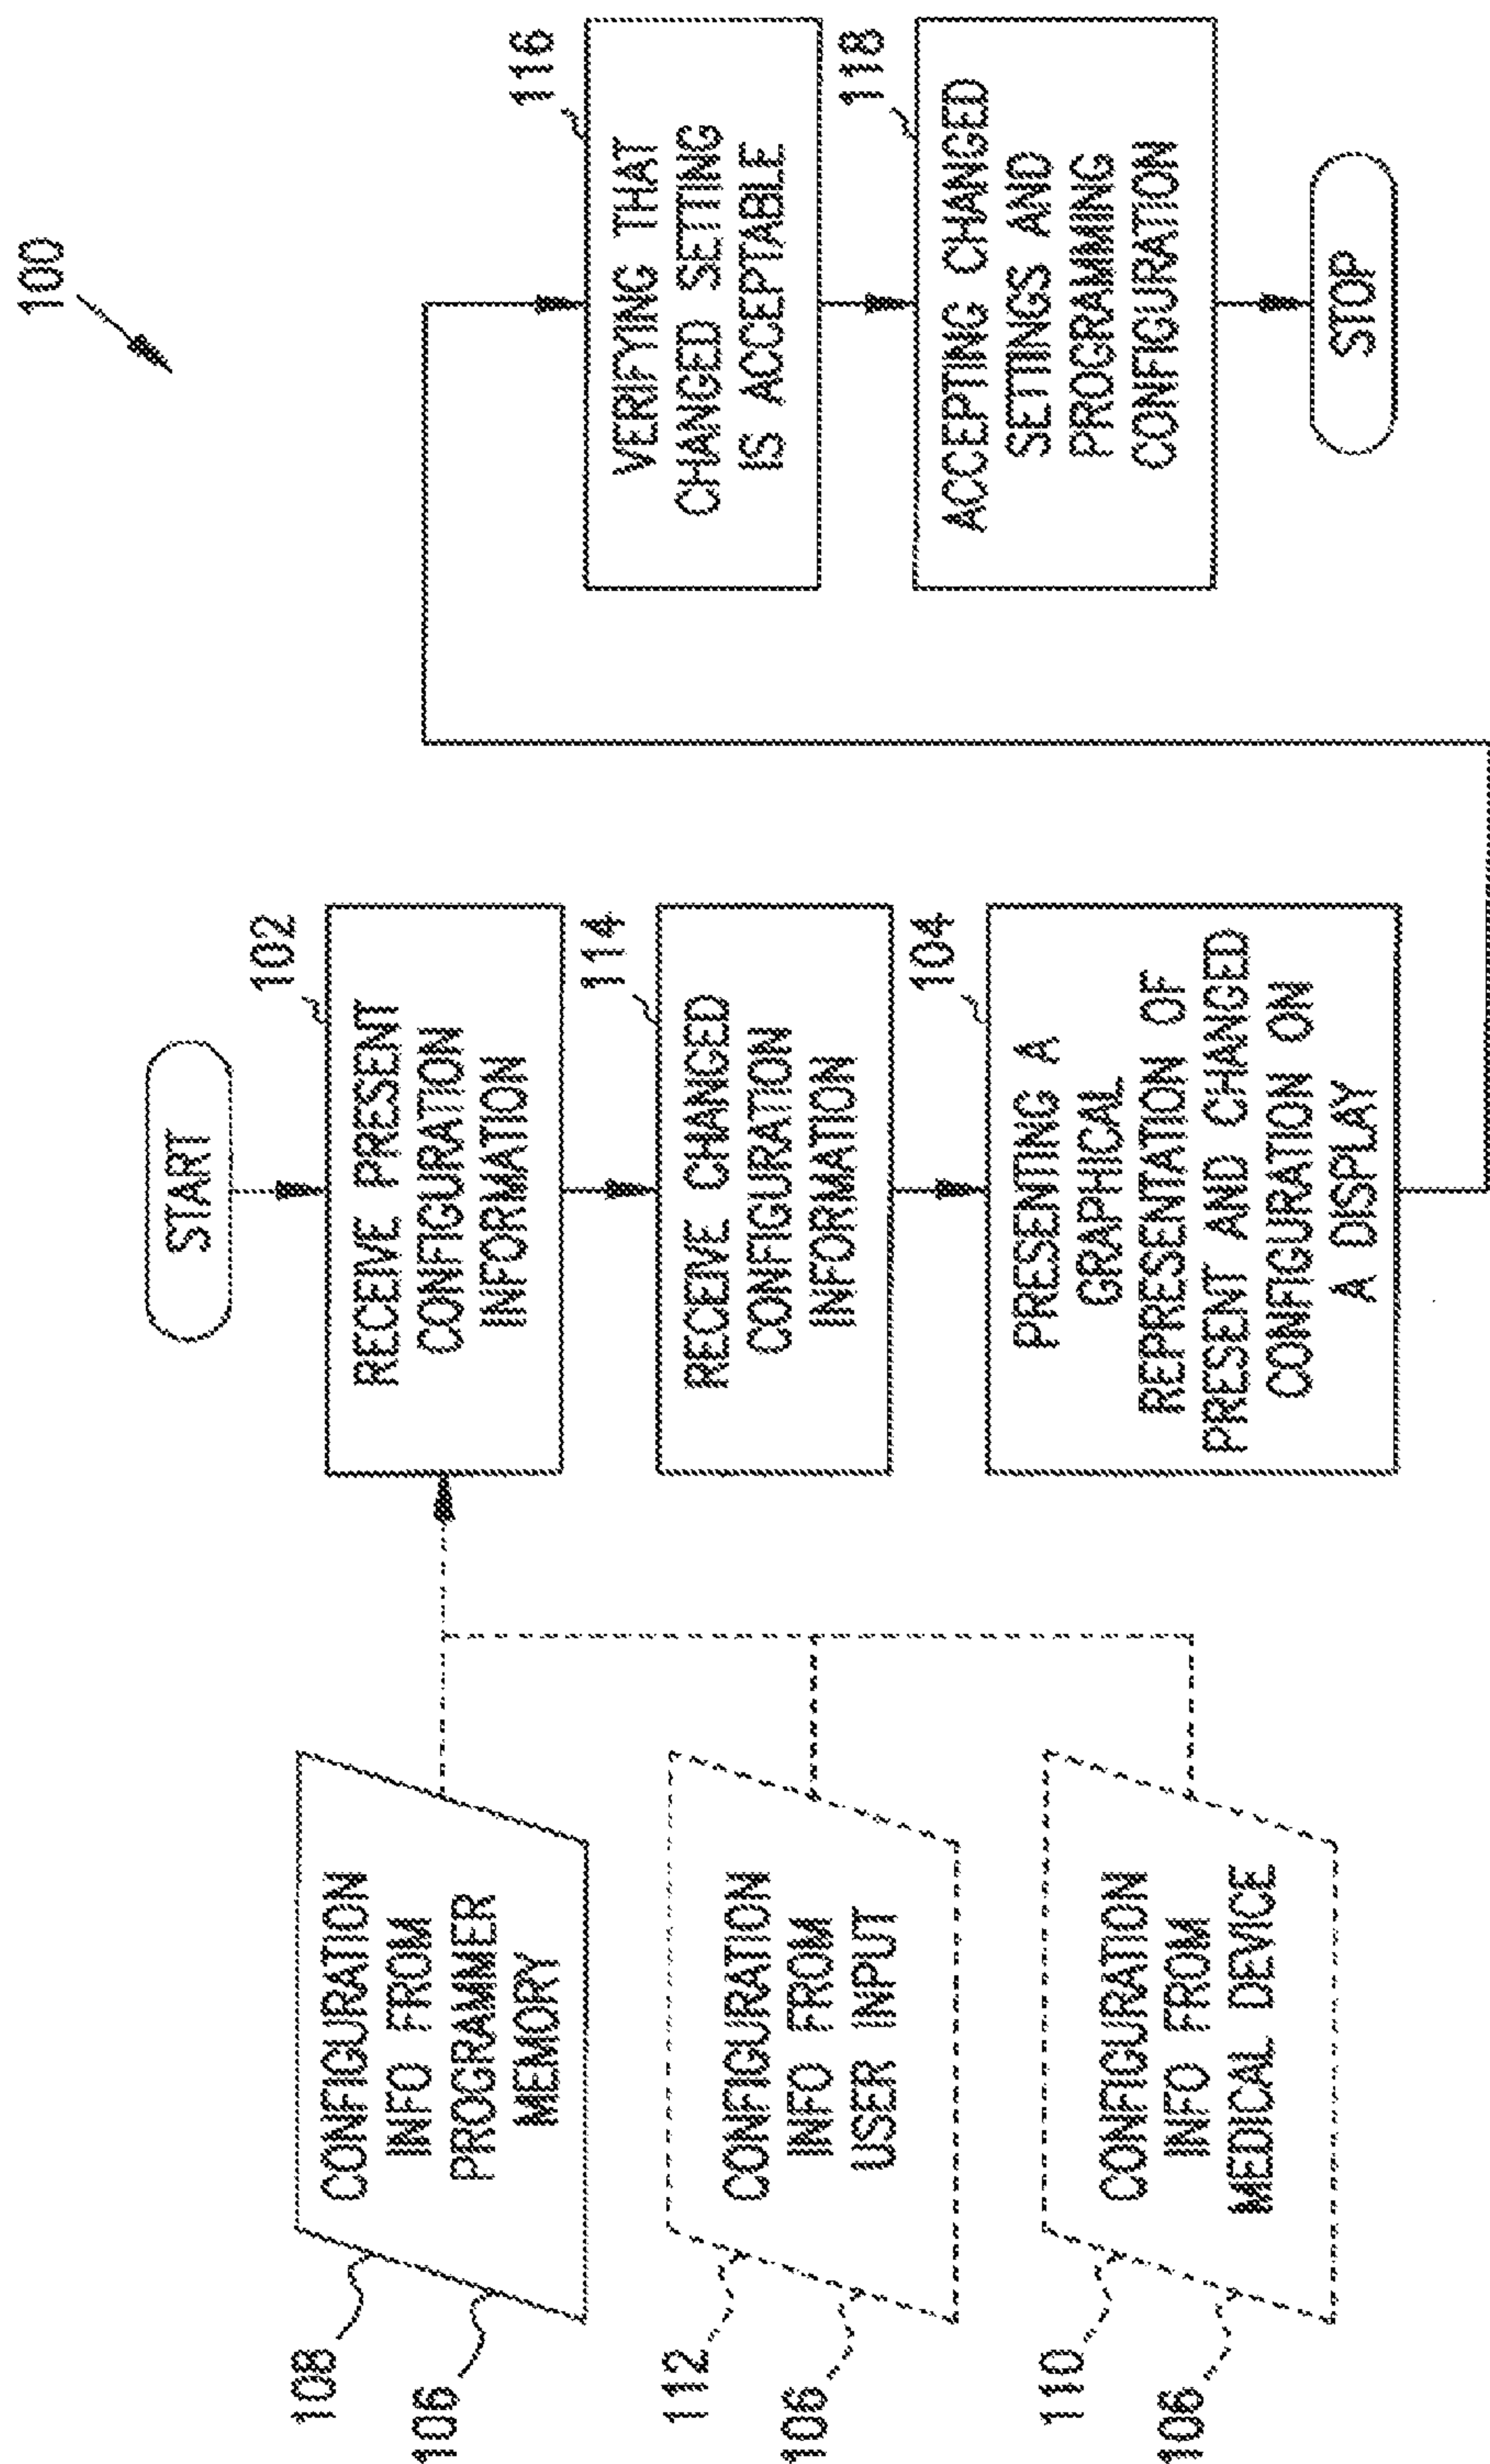 100
START
102
RECEIVE PRESENT
CONFIGURATION
INFORMATION
114
RECEIVE CHANGED
CONFIGURATION
INFORMATION
104
PRESENTING A
GRAPHICAL
REPRESENTATION OF
PRESENT AND CHANGED
CONFIGURATION ON
A DISPLAY
108
106
CONFIGURATION
INFO FROM
PROGRAMMER
MEMORY
112
106
CONFIGURATION
INFO FROM
USER INPUT
110
106
CONFIGURATION
INFO FROM
MEDICAL DEVICE
116
VERIFYING THAT
CHANGED SETTING
IS ACCEPTABLE
118
ACCEPTING CHANGED
SETTINGS AND
PROGRAMMING
CONFIGURATION
STOP